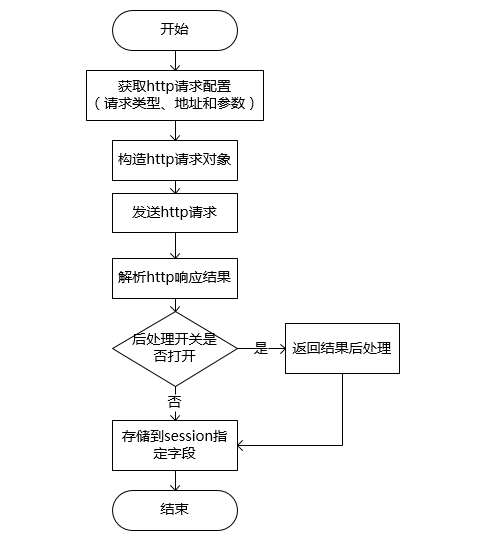 开始
获取http请求配置
（请求类型、地址和参数）
构造http请求对象
发送http请求
解析http响应结果
后处理开关是
否打开
是
返回结果后处理
否
存储到session指
定字段
结束